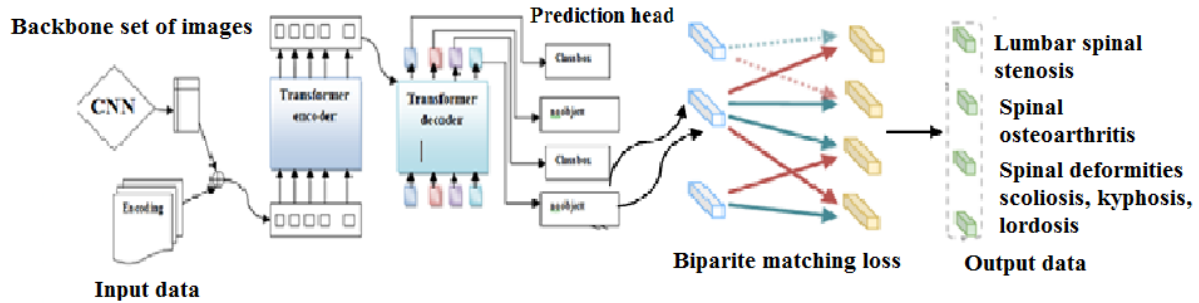 Backbone set of images
CNN
Encoding
Input data
Transformer
encoder
Transformer
decoder
Prediction head
Class box
no object
Class box
no object
Biparite matching loss
Lumbar spinal
stenosis
Spinal
osteoarthritis
Spinal deformities
scoliosis, kyphosis,
lordosis
Output data